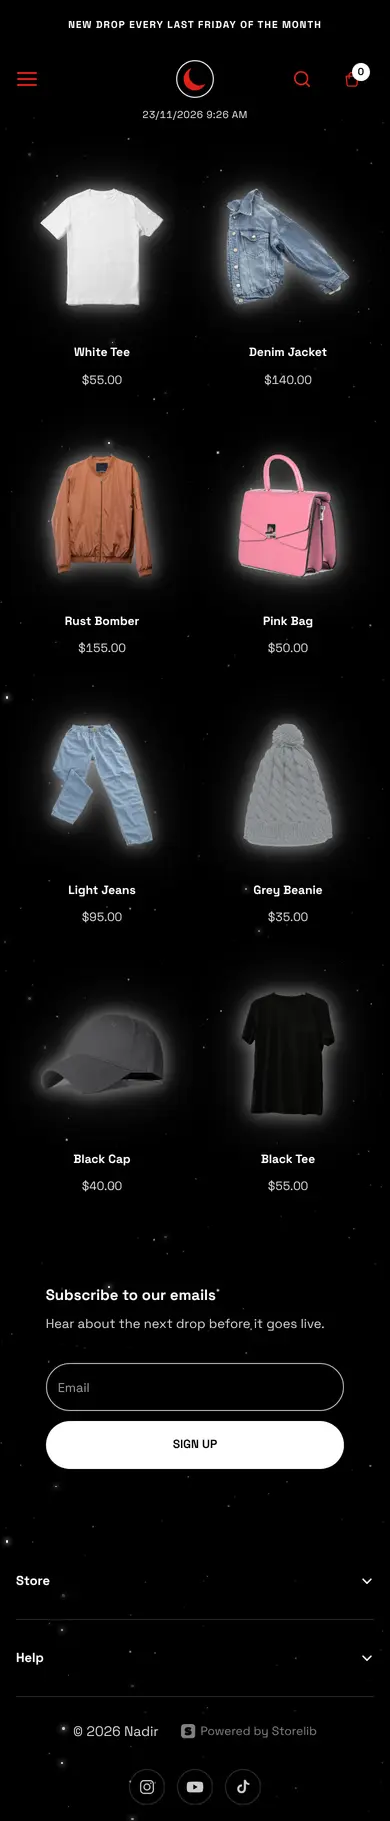 NEW DROP EVERY LAST FRIDAY OF THE MONTH
0
23/11/2026 9:26 AM
White Tee
$55.00
Denim Jacket
$140.00
Rust Bomber
$155.00
Pink Bag
$50.00
Light Jeans
$95.00
Grey Beanie
$35.00
Black Cap
$40.00
Black Tee
$55.00
Subscribe to our emails
Hear about the next drop before it goes live.
Email
SIGN UP
Store
Help
© 2026 Nadir
Powered by Storelib